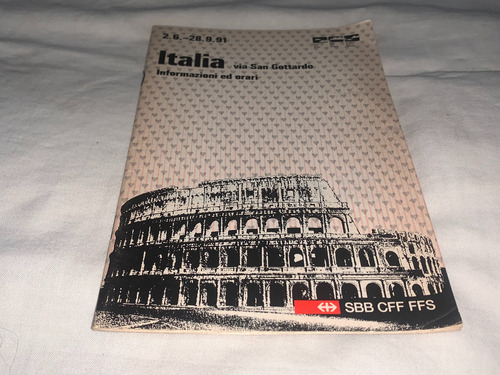 2.6.–28.9.91
Italia via San Gottardo
Informazioni ed orari
SBB CFF FFS